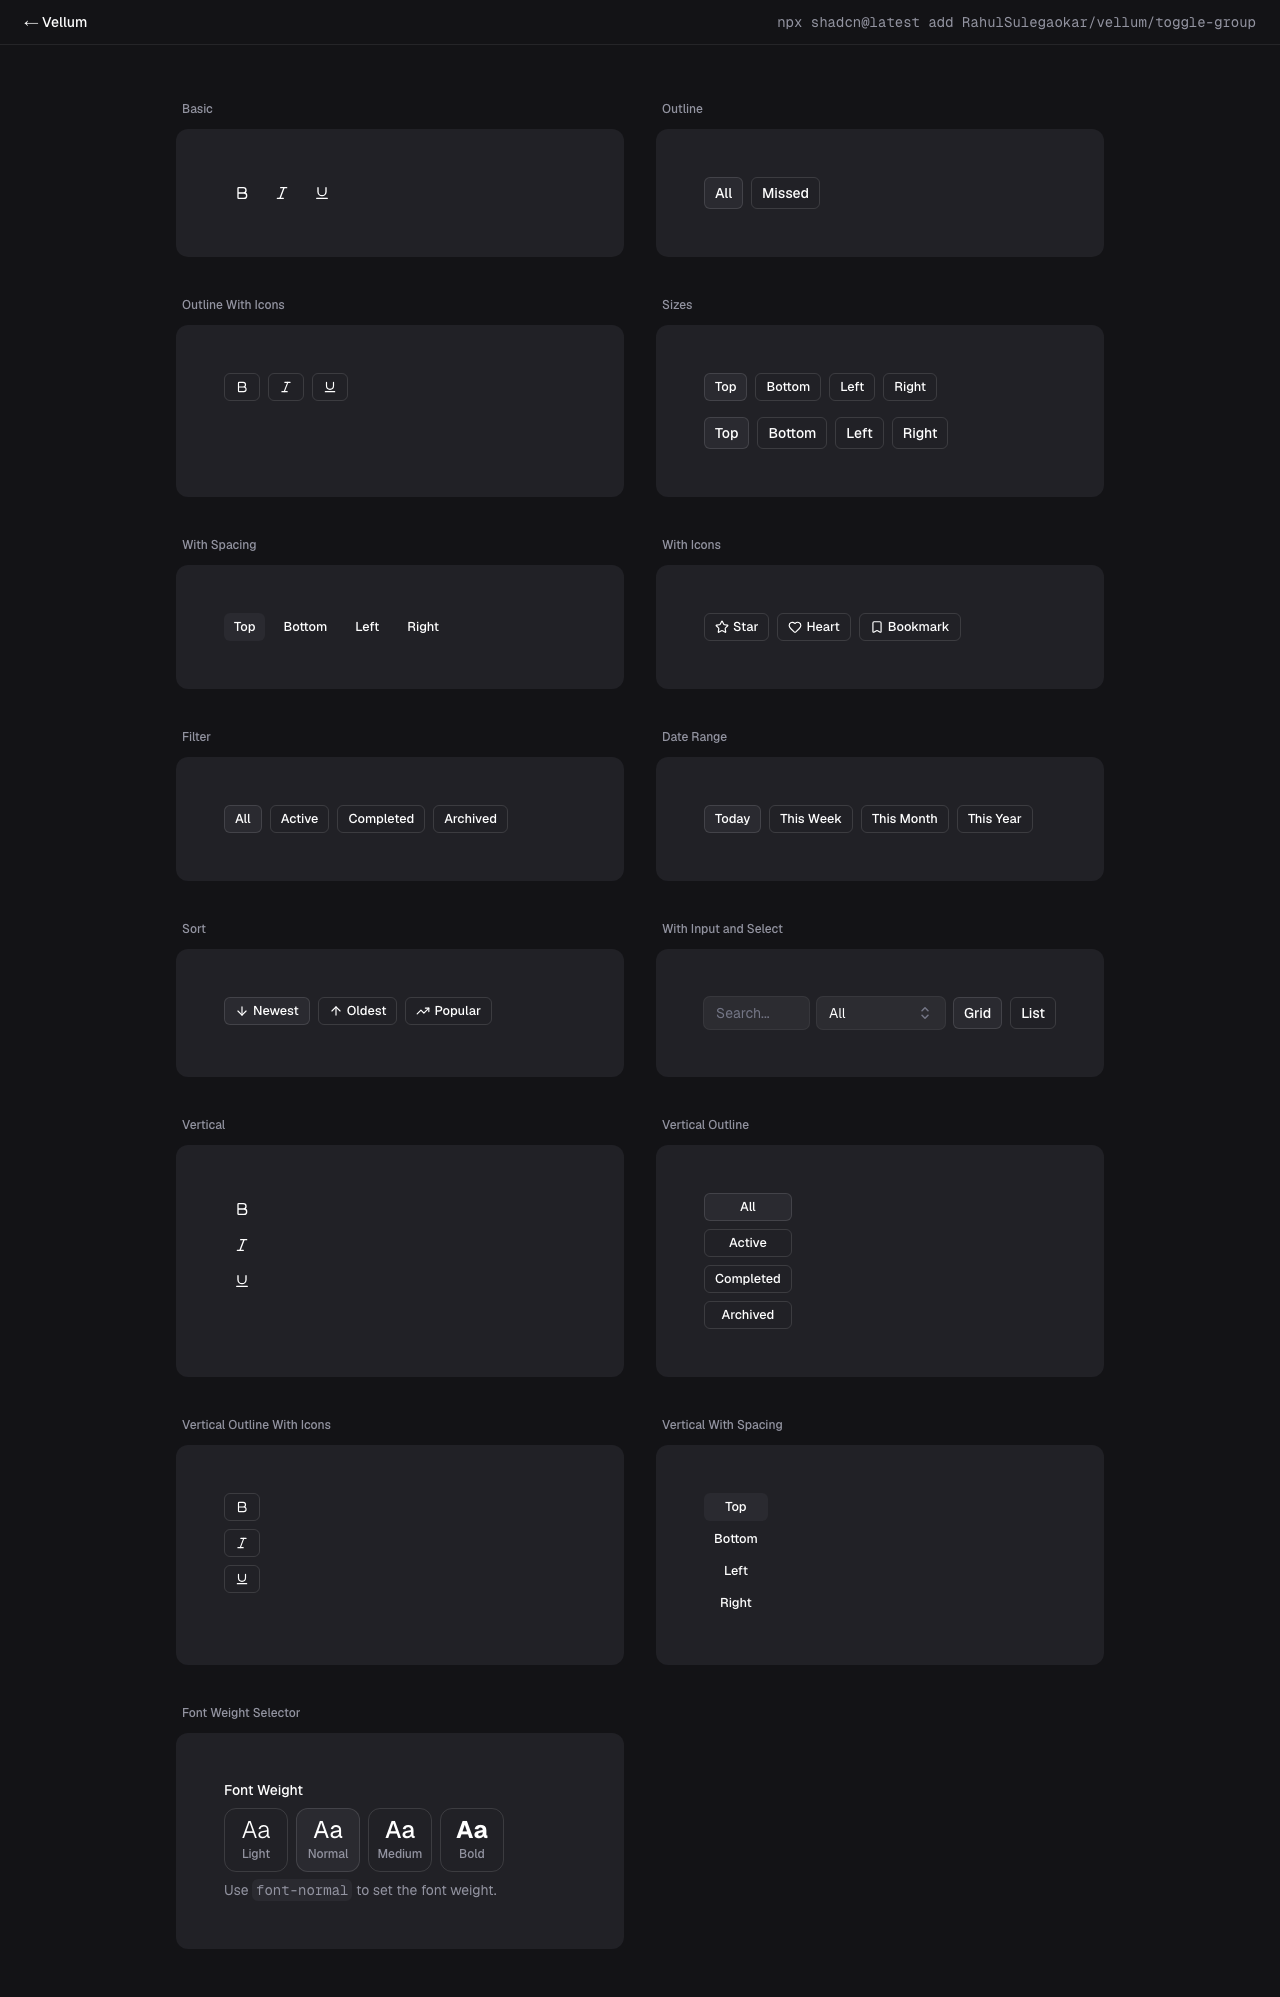 ← Vellum
npx shadcn@latest add RahulSulegaokar/vellum/toggle-group
Basic
Outline
B I U
All Missed
Outline With Icons
Sizes
B I U
Top Bottom Left Right
Top Bottom Left Right
With Spacing
With Icons
Top Bottom Left Right
Star Heart Bookmark
Filter
Date Range
All Active Completed Archived
Today This Week This Month This Year
Sort
With Input and Select
Newest Oldest Popular
Search... All Grid List
Vertical
Vertical Outline
B
I
U
All
Active
Completed
Archived
Vertical Outline With Icons
Vertical With Spacing
B
I
U
Top
Bottom
Left
Right
Font Weight Selector
Font Weight
Aa Aa Aa Aa
Light Normal Medium Bold
Use font-normal to set the font weight.